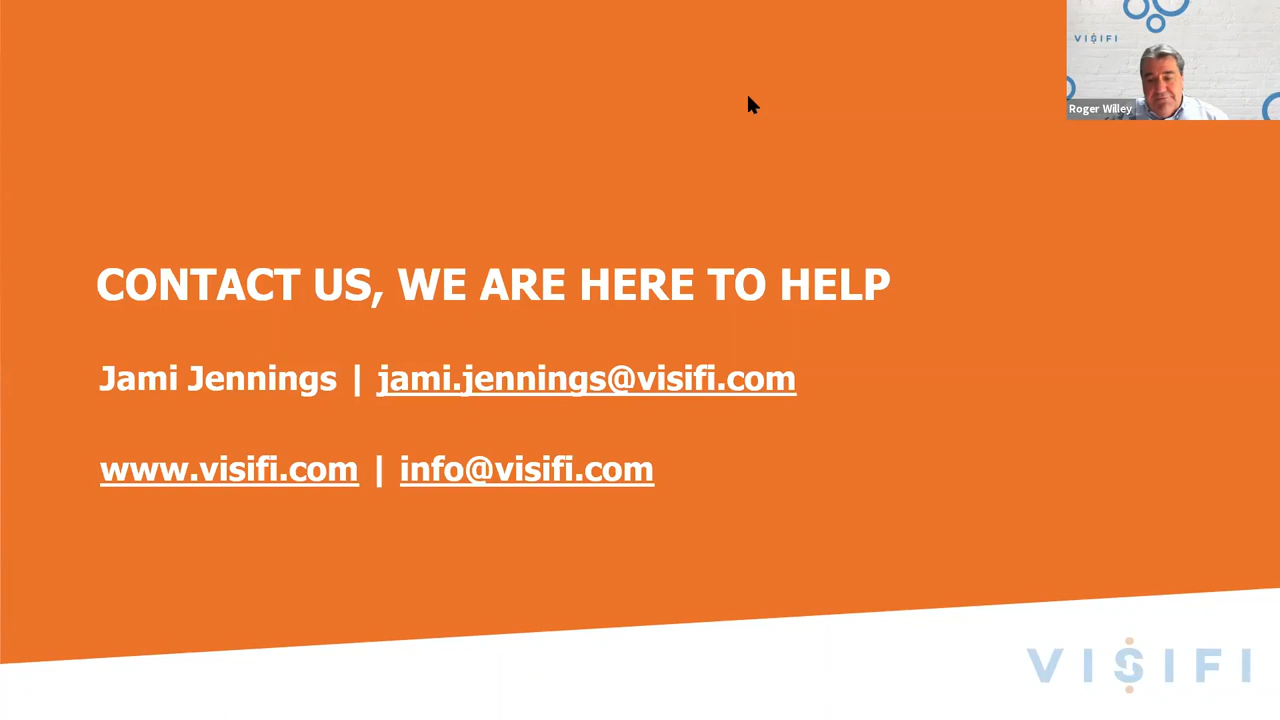 VISIFI
Roger Willey
CONTACT US, WE ARE HERE TO HELP
Jami Jennings | jami.jennings@visifi.com
www.visifi.com | info@visifi.com
VISIFI